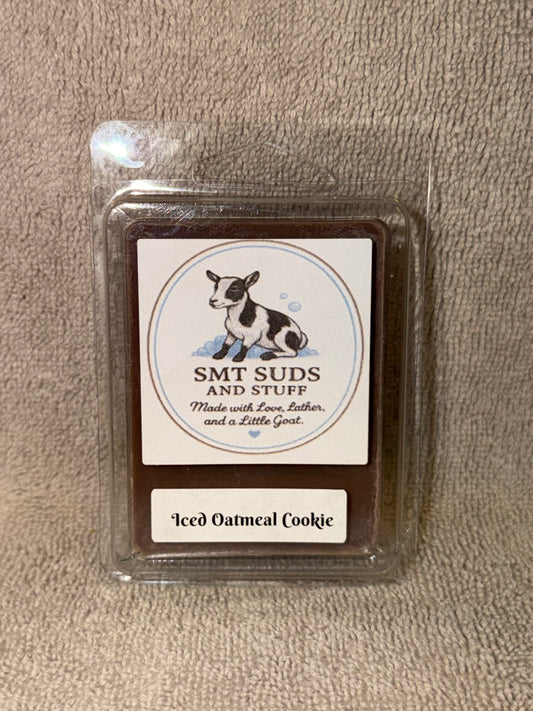 SMT SUDS
AND STUFF
Made with Love, Lather,
and a Little Goat.
Iced Oatmeal Cookie